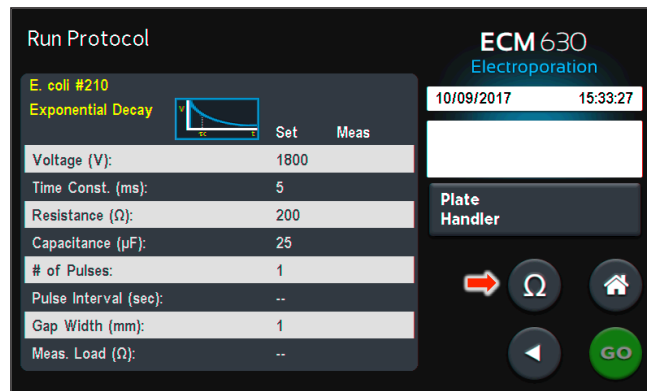 Run Protocol
E. coli #210
Exponential Decay
V
τc
t
Set Meas
Voltage (V): 1800
Time Const. (ms): 5
Resistance (Ω): 200
Capacitance (µF): 25
# of Pulses: 1
Pulse Interval (sec): --
Gap Width (mm): 1
Meas. Load (Ω): --
ECM 630
Electroporation
10/09/2017 15:33:27
Plate
Handler
Ω
GO